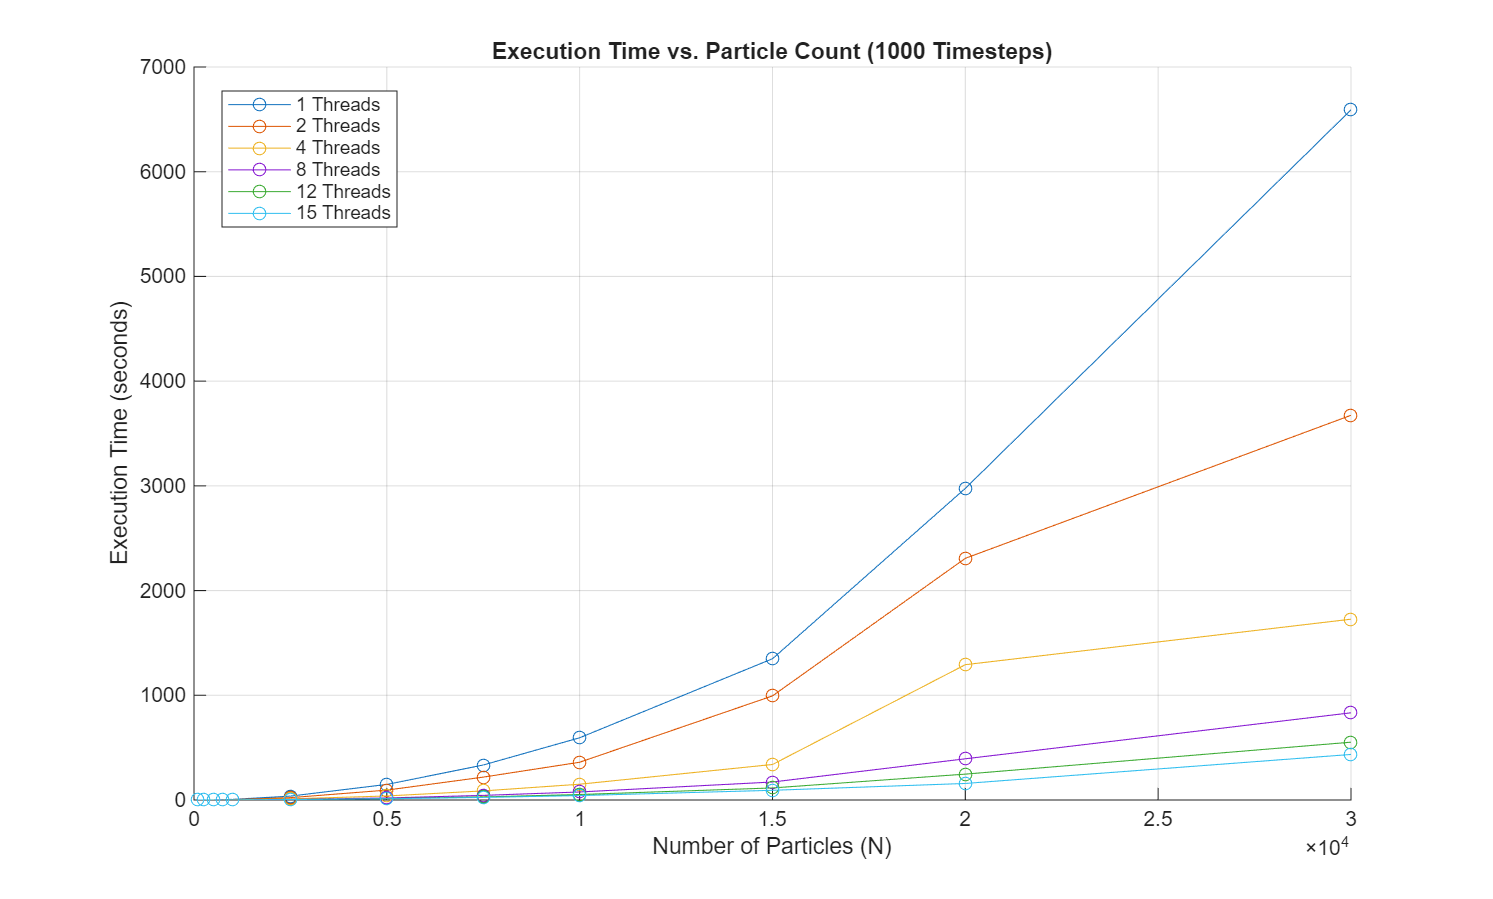 Execution Time vs. Particle Count (1000 Timesteps)
7000
6000
5000
4000
3000
2000
1000
0
Execution Time (seconds)
1 Threads
2 Threads
4 Threads
8 Threads
12 Threads
15 Threads
0 0.5 1 1.5 2 2.5 3
×10⁴
Number of Particles (N)